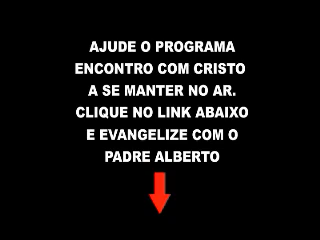 AJUDE O PROGRAMA
ENCONTRO COM CRISTO
A SE MANTER NO AR.
CLIQUE NO LINK ABAIXO
E EVANGELIZE COM O
PADRE ALBERTO